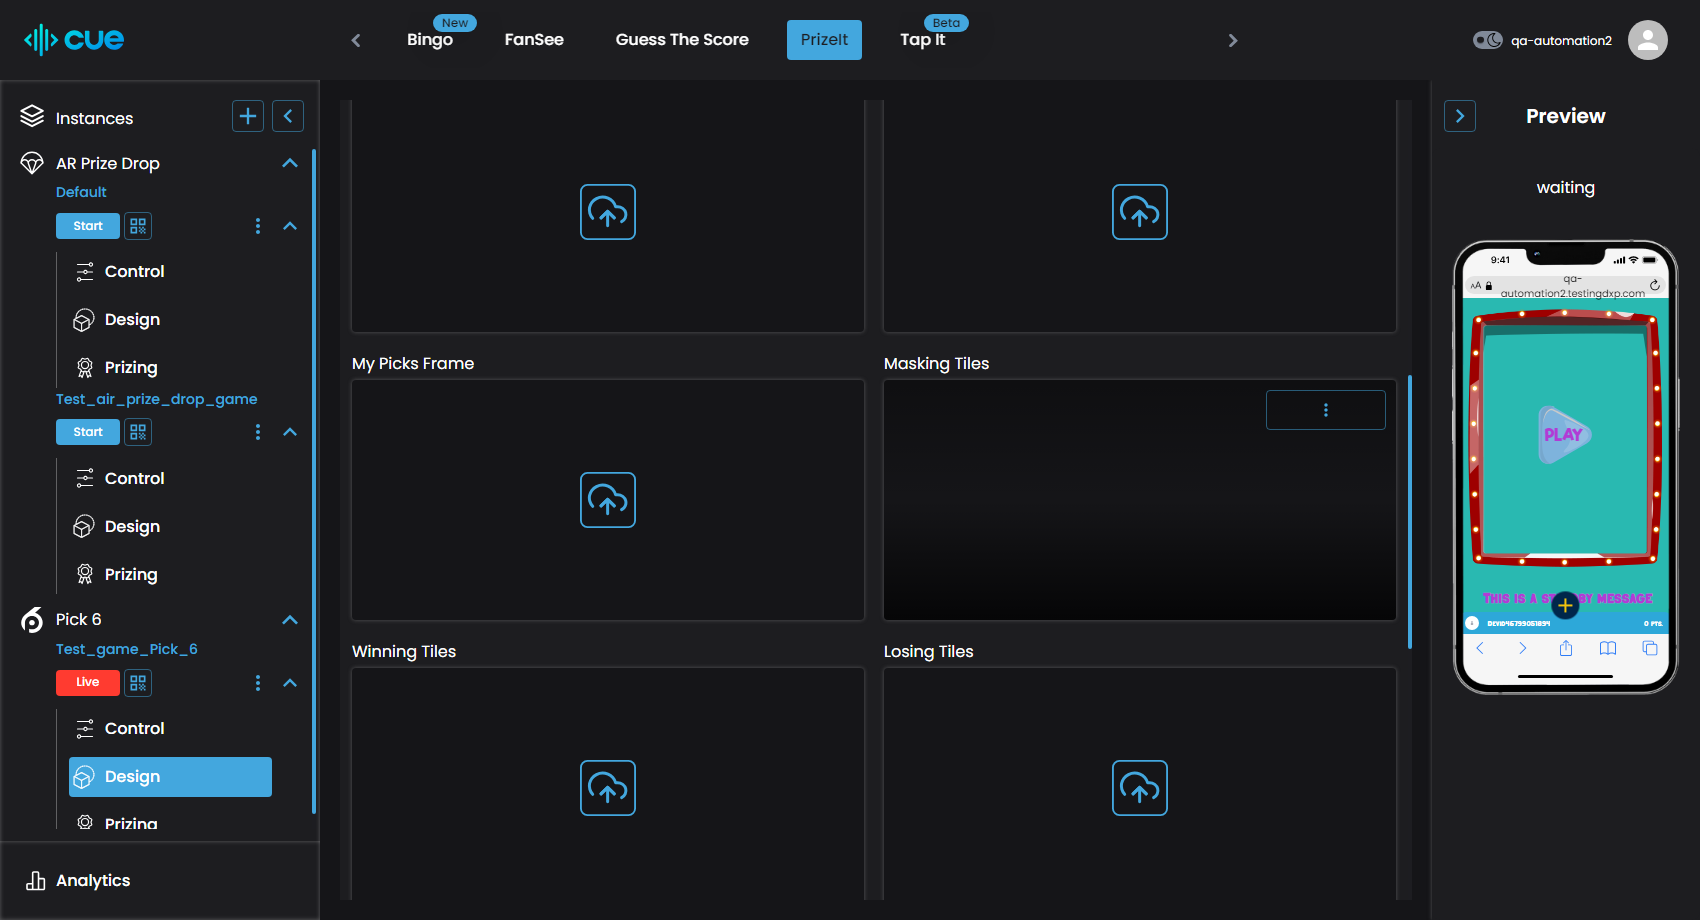 cue
New
Bingo
FanSee
Guess The Score
PrizeIt
Beta
Tap It
qa-automation2
Instances
AR Prize Drop
Default
Start
Control
Design
Prizing
Test_air_prize_drop_game
Start
Control
Design
Prizing
Pick 6
Test_game_Pick_6
Live
Control
Design
Prizing
Analytics
My Picks Frame
Masking Tiles
Winning Tiles
Losing Tiles
Preview
waiting
9:41
AA
qa-
automation2.testingdxp.com
PLAY
THIS IS A ST BY MESSAGE
0 PTS.